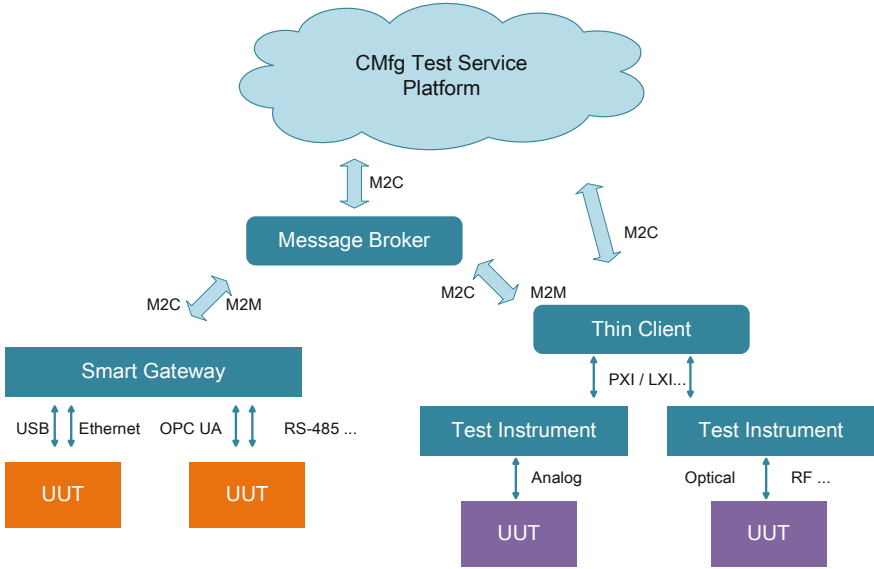 CMfg Test Service
Platform
M2C
M2C
Message Broker
M2C
M2M
M2C
M2M
Thin Client
Smart Gateway
PXI / LXI...
USB
Ethernet
OPC UA
RS-485 ...
Test Instrument
Test Instrument
Analog
Optical
RF ...
UUT
UUT
UUT
UUT